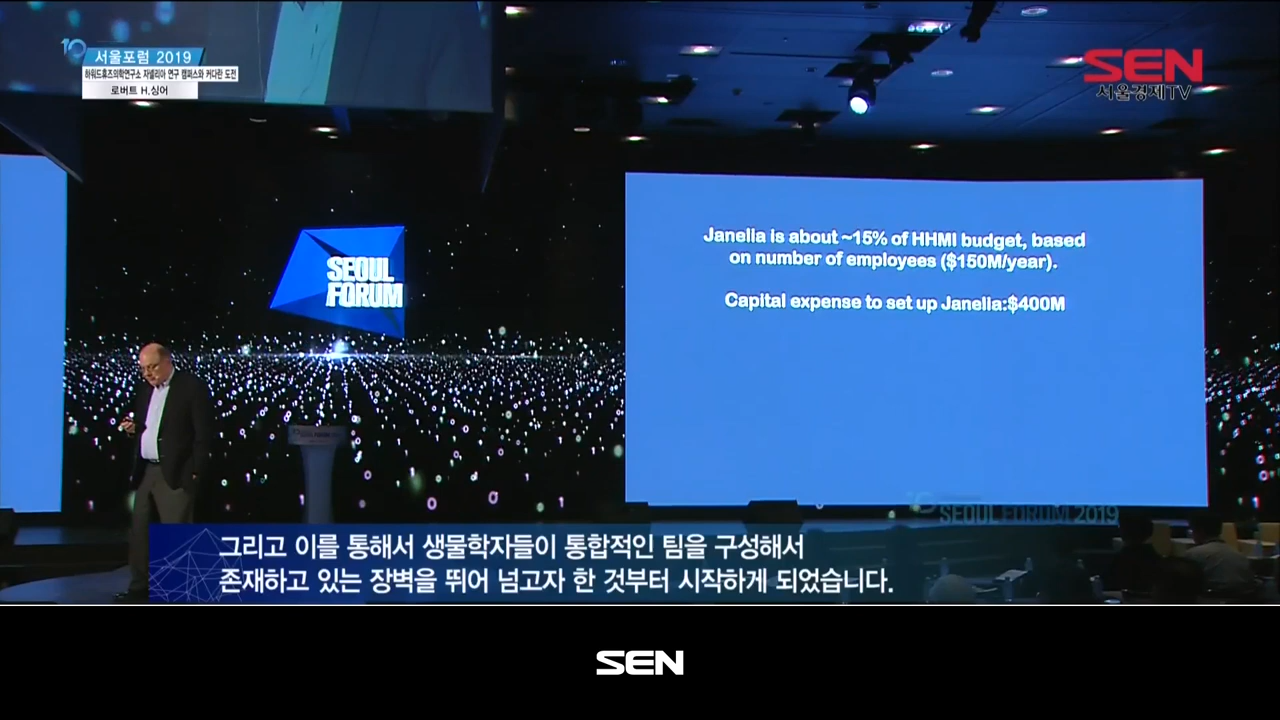 10
서울포럼 2019
하워드휴즈의학연구소 자넬리아 연구 캠퍼스와 커다란 도전
로버트 H.싱어
SEN
서울경제TV
SEOUL
FORUM
Janelia is about ~15% of HHMI budget, based
on number of employees ($150M/year).
Capital expense to set up Janelia:$400M
SEOUL FORUM 2019
그리고 이를 통해서 생물학자들이 통합적인 팀을 구성해서
존재하고 있는 장벽을 뛰어 넘고자 한 것부터 시작하게 되었습니다.
SEN